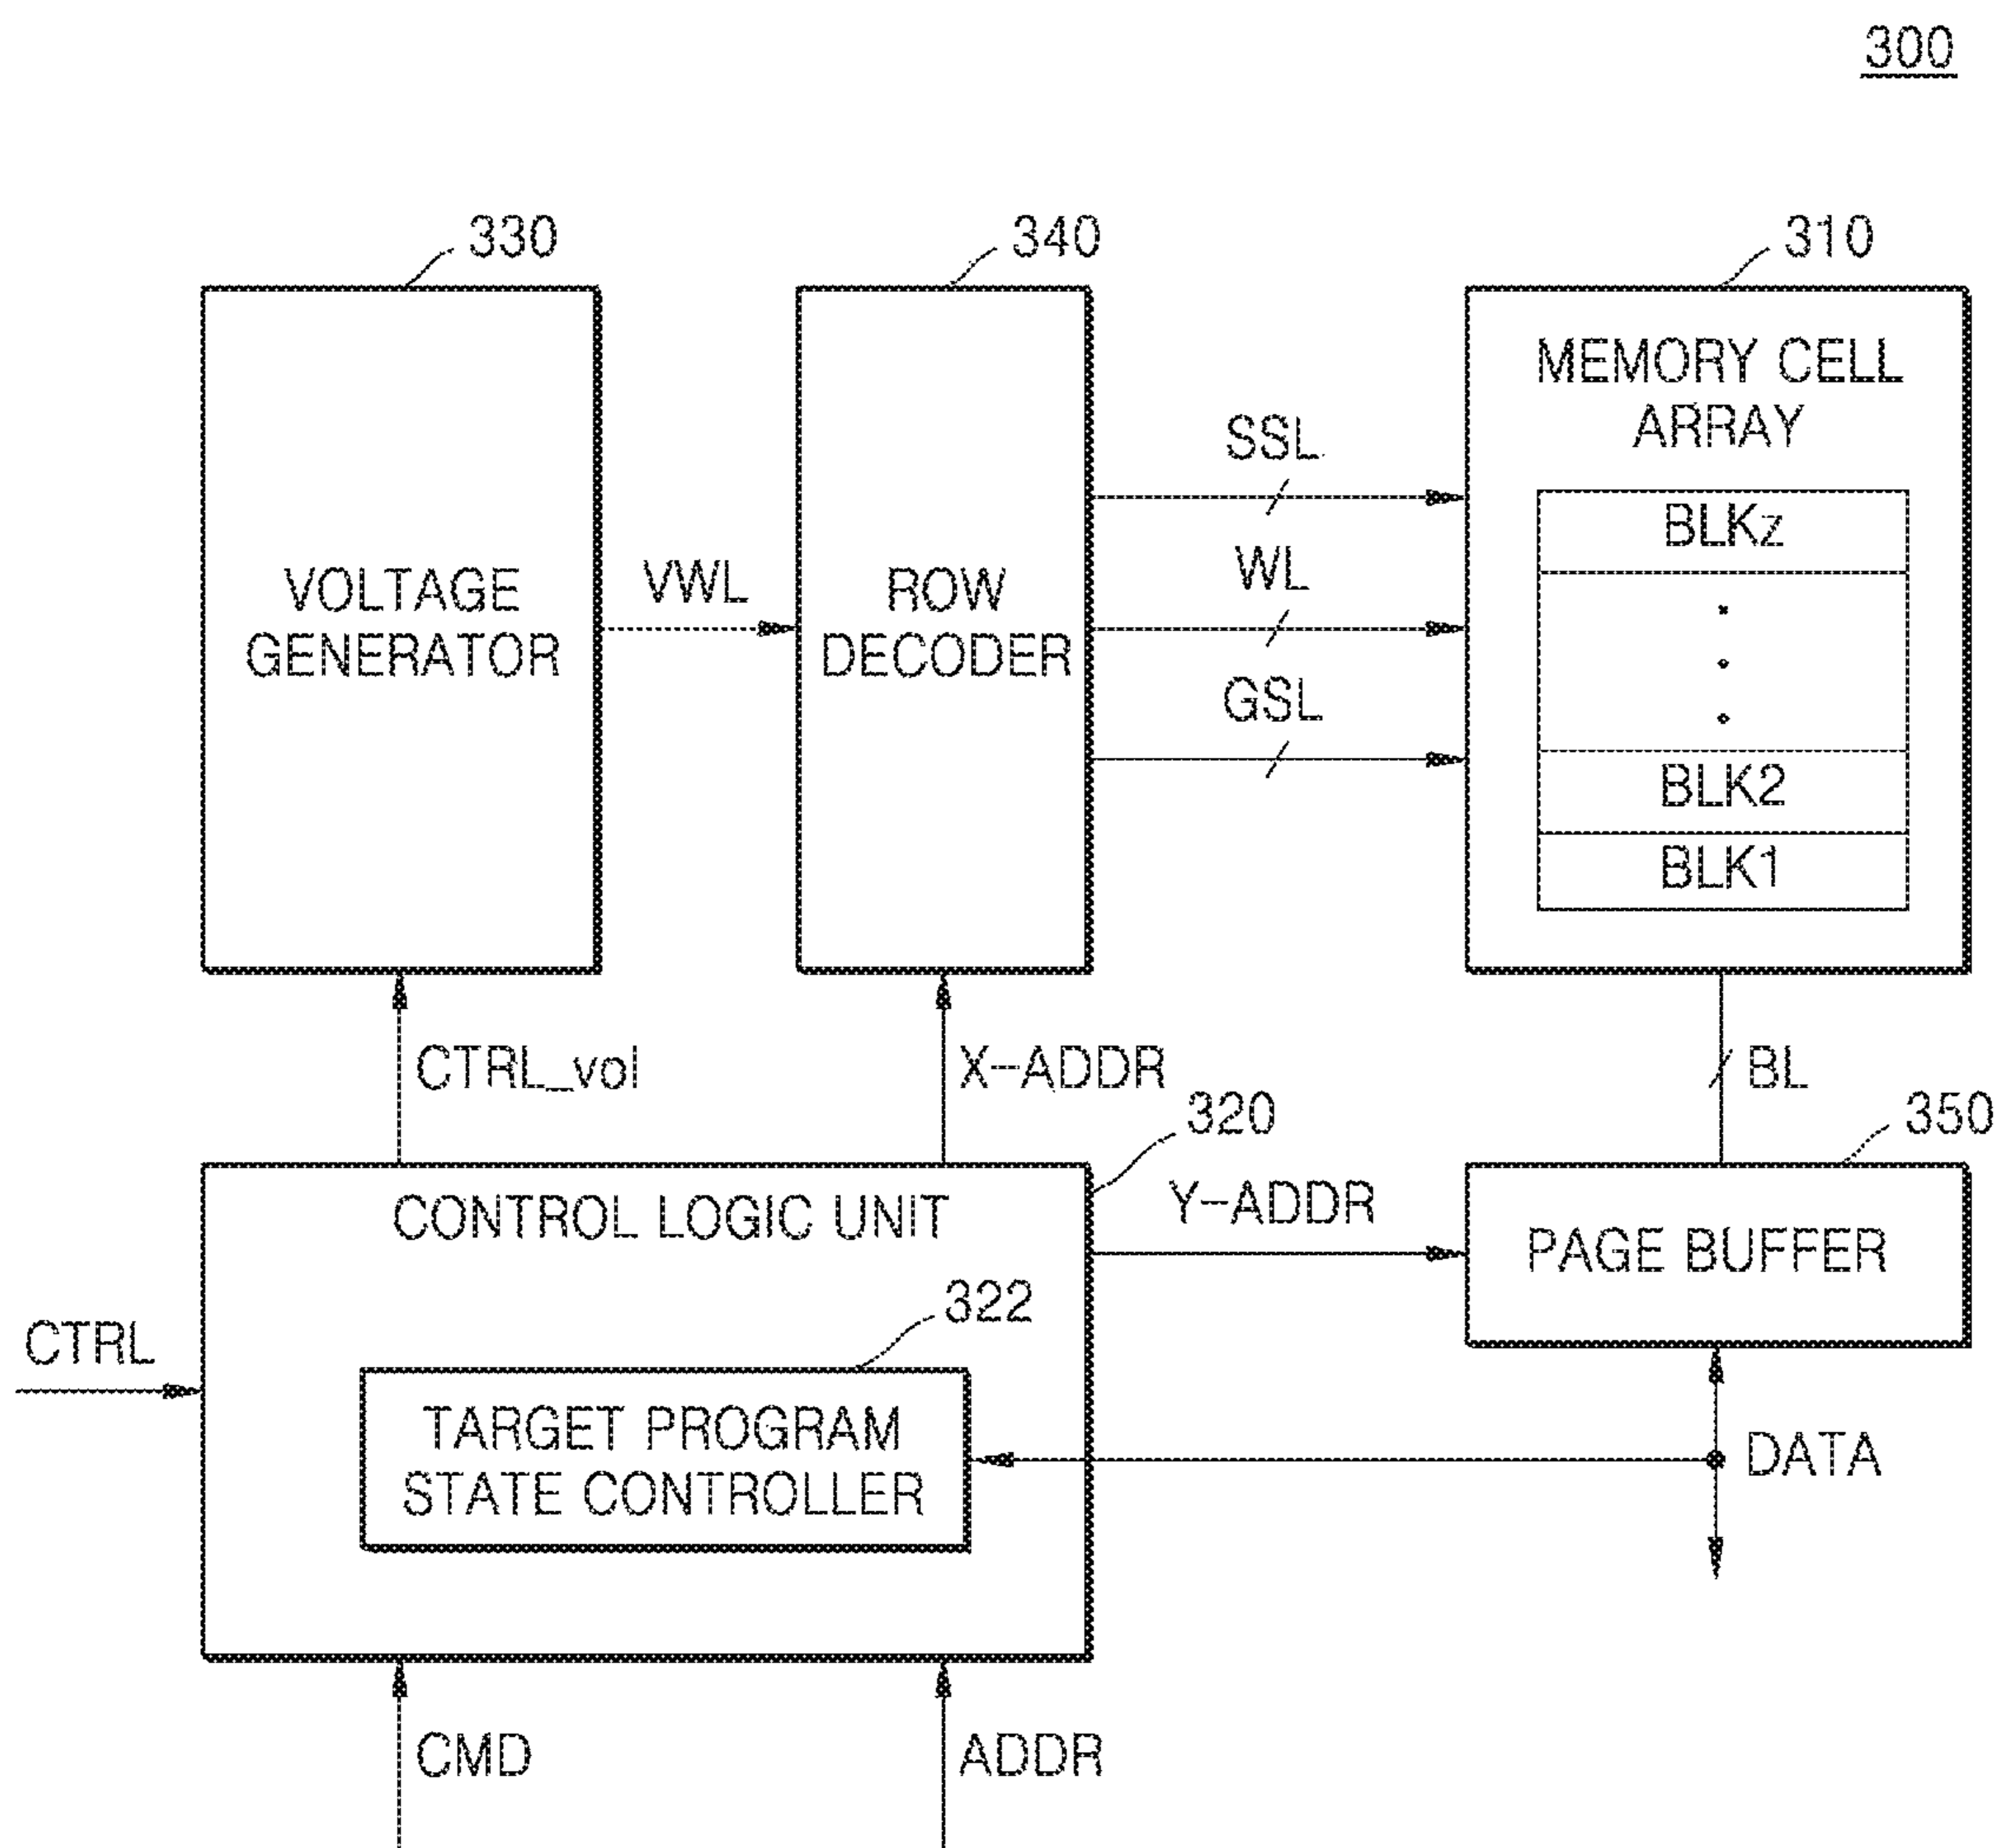 300
330
340
310
VOLTAGE
GENERATOR
VWL
ROW
DECODER
SSL
WL
GSL
MEMORY CELL
ARRAY
BLKz
BLK2
BLK1
CTRL_vol
X-ADDR
BL
320
350
CONTROL LOGIC UNIT
Y-ADDR
PAGE BUFFER
322
CTRL
TARGET PROGRAM
STATE CONTROLLER
DATA
CMD
ADDR